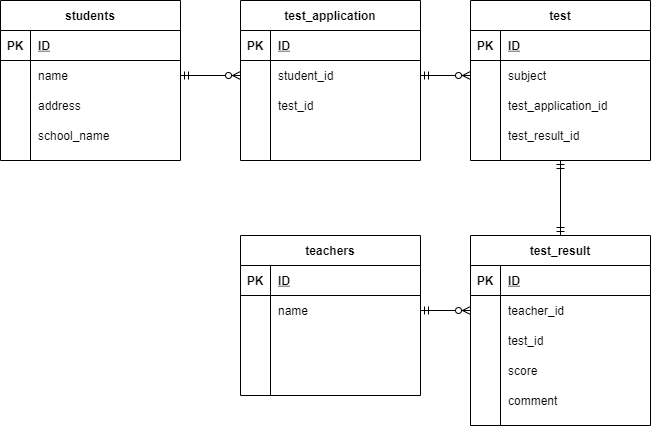 students
PK ID
name
address
school_name
test_application
PK ID
student_id
test_id
test
PK ID
subject
test_application_id
test_result_id
teachers
PK ID
name
test_result
PK ID
teacher_id
test_id
score
comment